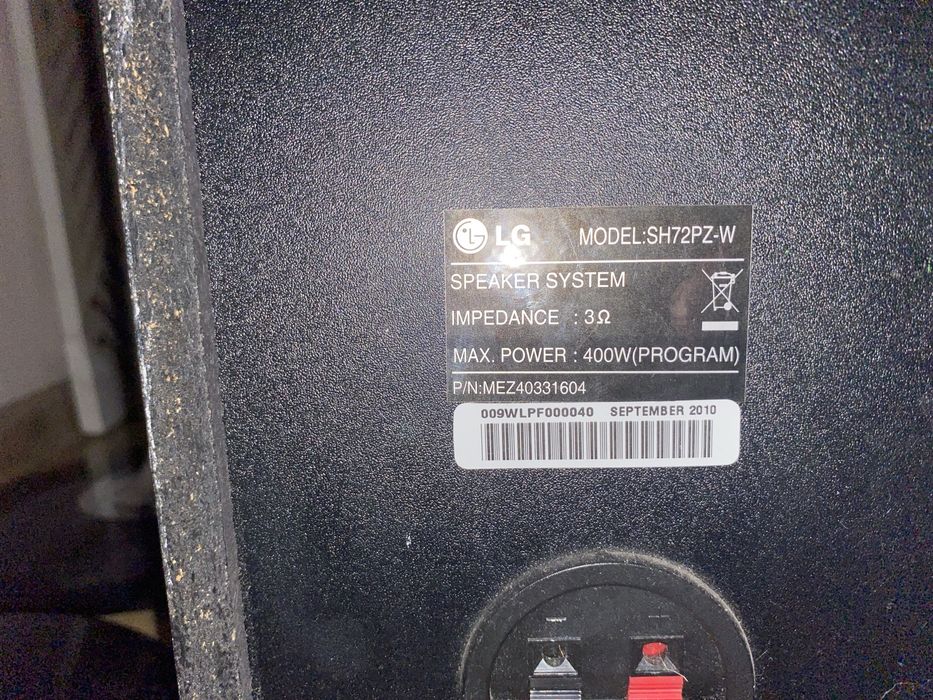 LG MODEL:SH72PZ-W
SPEAKER SYSTEM
IMPEDANCE : 3Ω
MAX. POWER : 400W(PROGRAM)
P/N:MEZ40331604
009WLPF000040 SEPTEMBER 2010